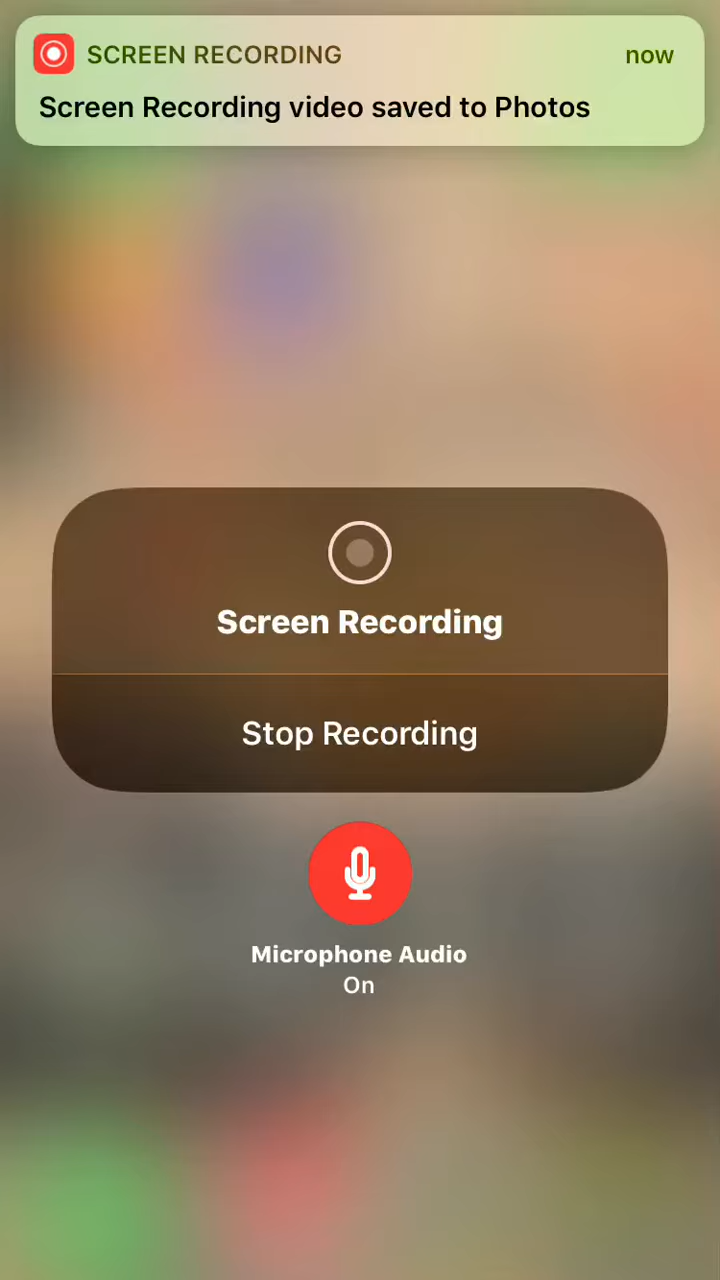 SCREEN RECORDING now
Screen Recording video saved to Photos
Screen Recording
Stop Recording
Microphone Audio
On